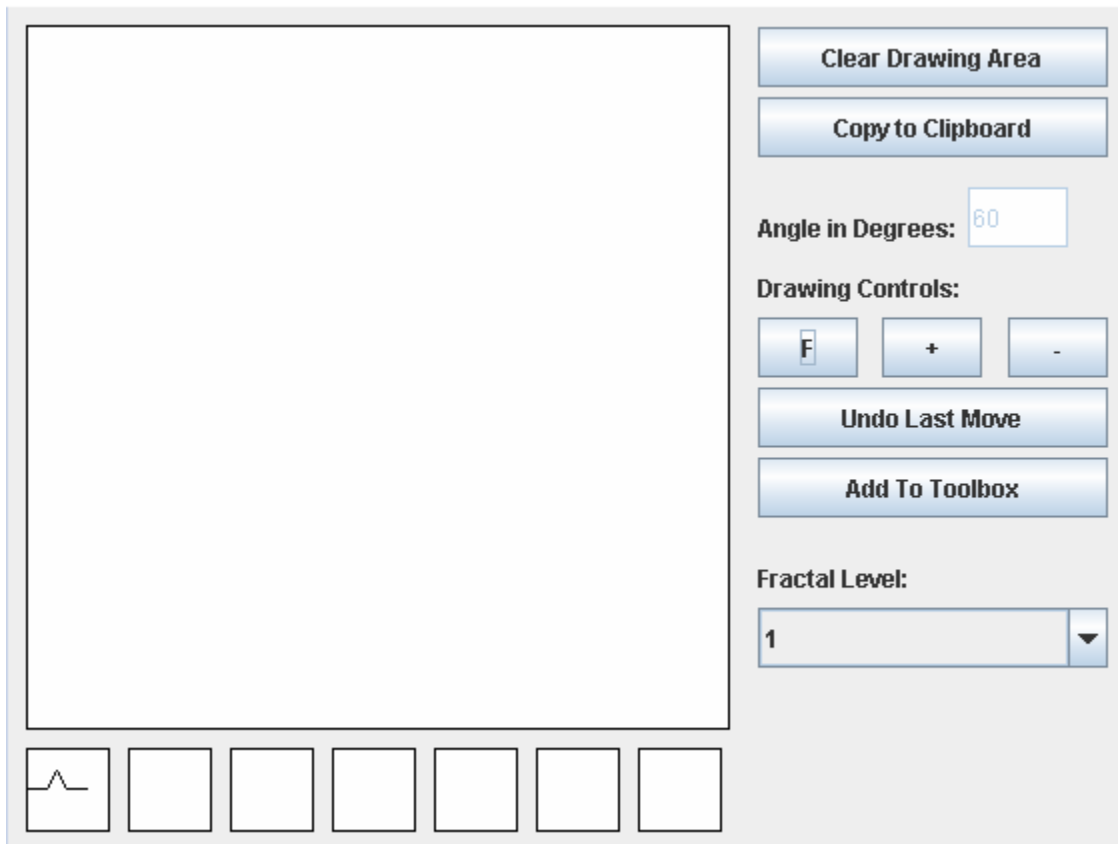 Clear Drawing Area
Copy to Clipboard
Angle in Degrees: 60
Drawing Controls:
F + -
Undo Last Move
Add To Toolbox
Fractal Level:
1